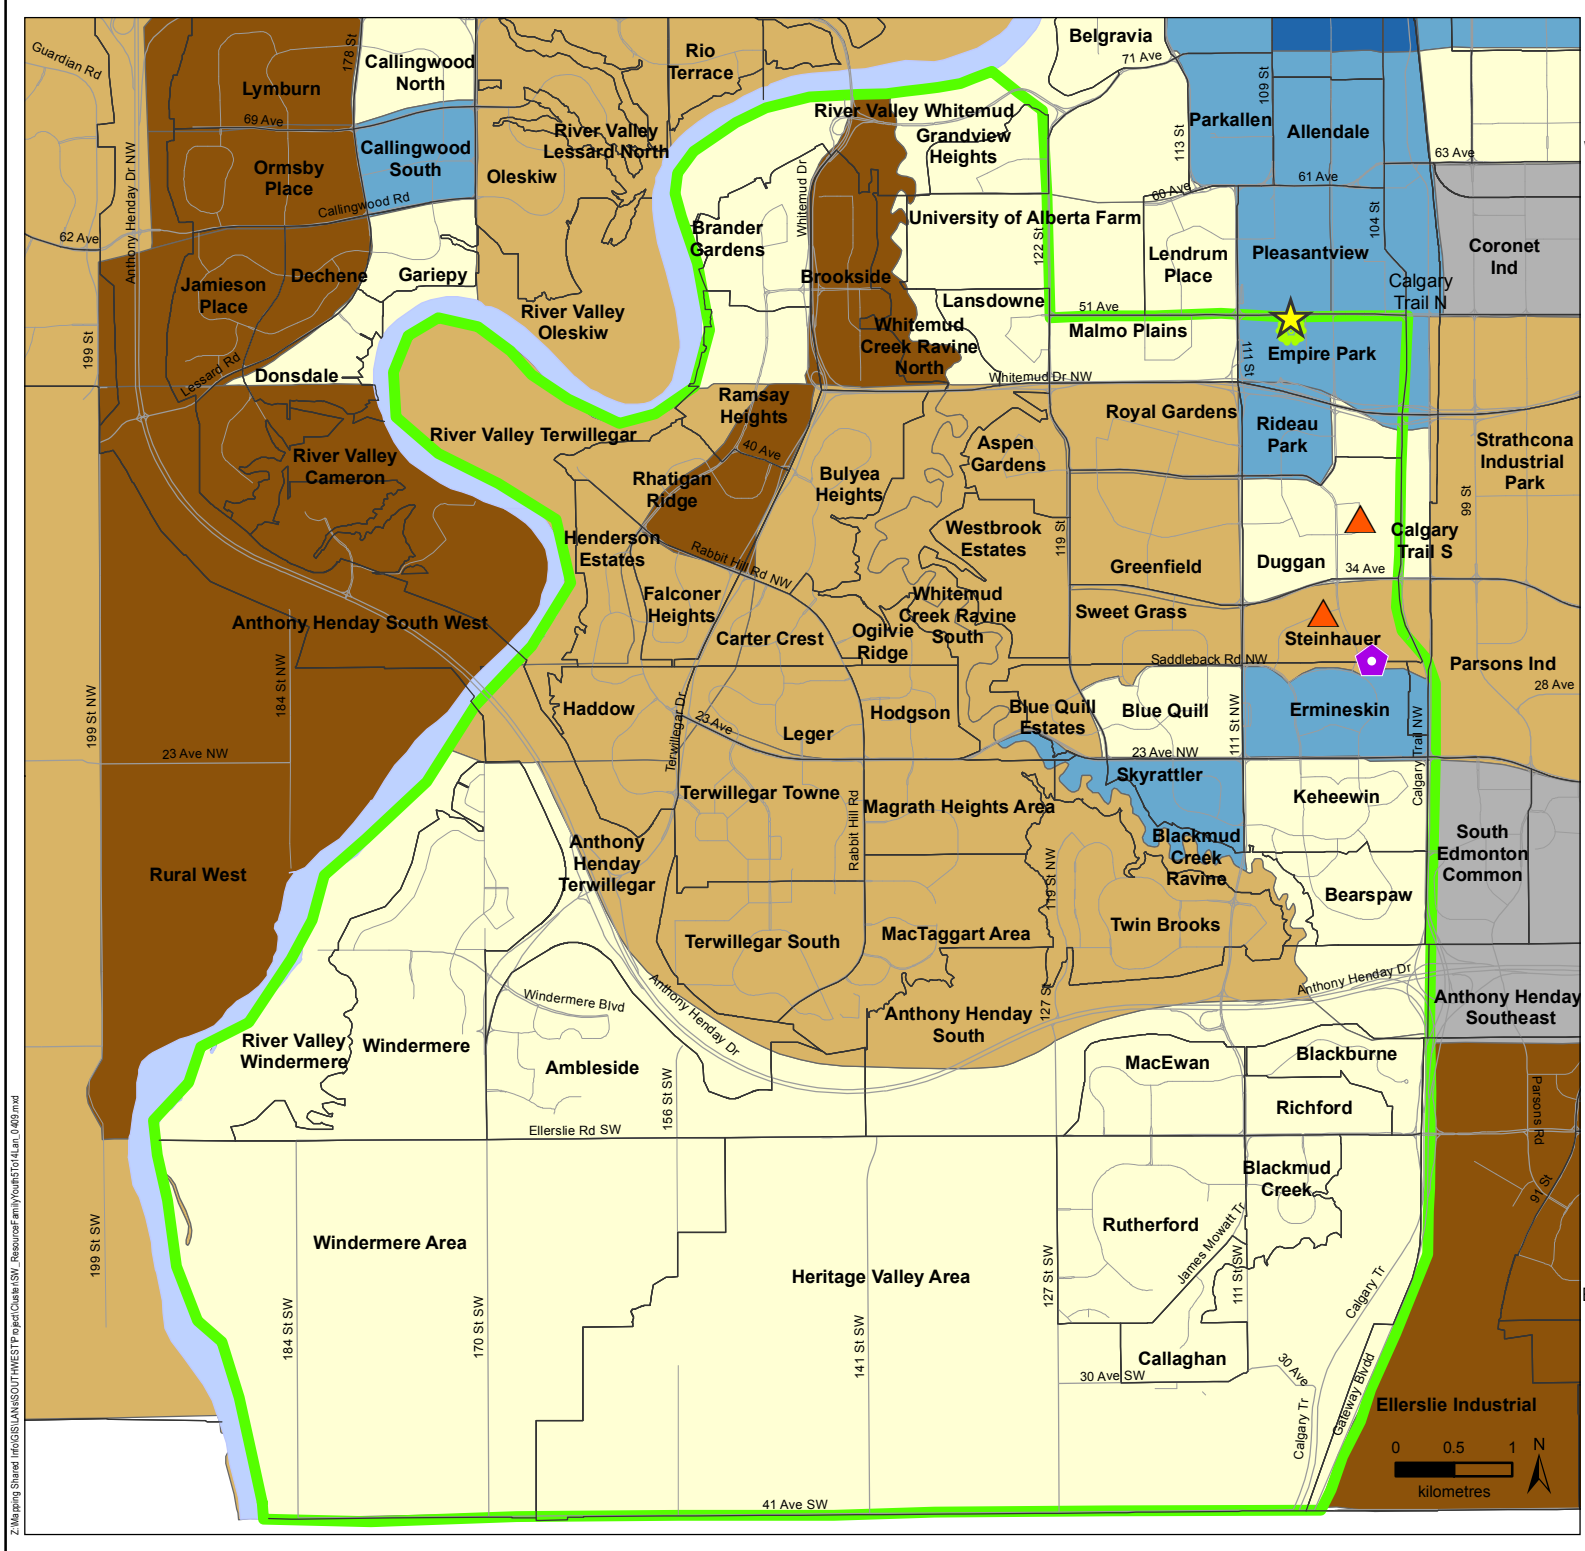 Guardian Rd
178 St
Callingwood
North
Rio
Terrace
Belgravia
71 Ave
Lymburn
69 Ave
109 St
River Valley Whitemud
Parkallen
Allendale
113 St
Callingwood
South
River Valley
Lessard North
Grandview
Heights
63 Ave
Ormsby
Place
Oleskiw
61 Ave
60 Ave
Callingwood Rd
Anthony Henday Dr NW
62 Ave
Whitemud Dr
University of Alberta Farm
122 St
104 St
Brander
Gardens
Lendrum
Place
Pleasantview
Coronet
Ind
Jamieson
Place
Dechene
Gariepy
Brookside
Calgary
Trail N
Lansdowne
River Valley
Oleskiw
51 Ave
Malmo Plains
Whitemud
Creek Ravine
North
199 St
Lessard Rd
Donsdale
111 St
Empire Park
Whitemud Dr NW
Ramsay
Heights
Royal Gardens
Rideau
Park
River Valley Terwillegar
40 Ave
Aspen
Gardens
Strathcona
Industrial
Park
River Valley
Cameron
Rhatigan
Ridge
Bulyea
Heights
99 St
Henderson
Estates
Westbrook
Estates
119 St
Calgary
Trail S
Rabbit Hill Rd NW
Greenfield
Duggan
34 Ave
Falconer
Heights
Whitemud
Creek Ravine
South
Sweet Grass
Anthony Henday South West
Carter Crest
Ogilvie
Ridge
Steinhauer
184 St NW
Saddleback Rd NW
Parsons Ind
28 Ave
199 St NW
Haddow
Terwillegar Dr
23 Ave
Leger
Hodgson
Blue Quill
Estates
Blue Quill
111 St NW
Ermineskin
Calgary Trail NW
23 Ave NW
23 Ave NW
Skyrattler
Terwillegar Towne
Rabbit Hill Rd
Magrath Heights Area
Keheewin
Anthony
Henday
Terwillegar
Blackmud
Creek
Ravine
South
Edmonton
Common
Rural West
119 St NW
Bearspaw
Terwillegar South
MacTaggart Area
Twin Brooks
Anthony Henday Dr
Windermere Blvd
Anthony Henday Dr
127 St
Anthony Henday
South
Anthony Henday
Southeast
River Valley
Windermere
Windermere
Ambleside
156 St SW
MacEwan
Blackburne
Richford
Parsons Rd
Ellerslie Rd SW
Blackmud
Creek
91 St
199 St SW
Windermere Area
Rutherford
James Mowatt Tr
Heritage Valley Area
127 St SW
111 St SW
Calgary Tr
184 St SW
170 St SW
141 St SW
Callaghan
30 Ave SW
30 Ave
Gateway Blvdd
Calgary Tr
Ellerslie Industrial
0 0.5 1
kilometres
N
41 Ave SW